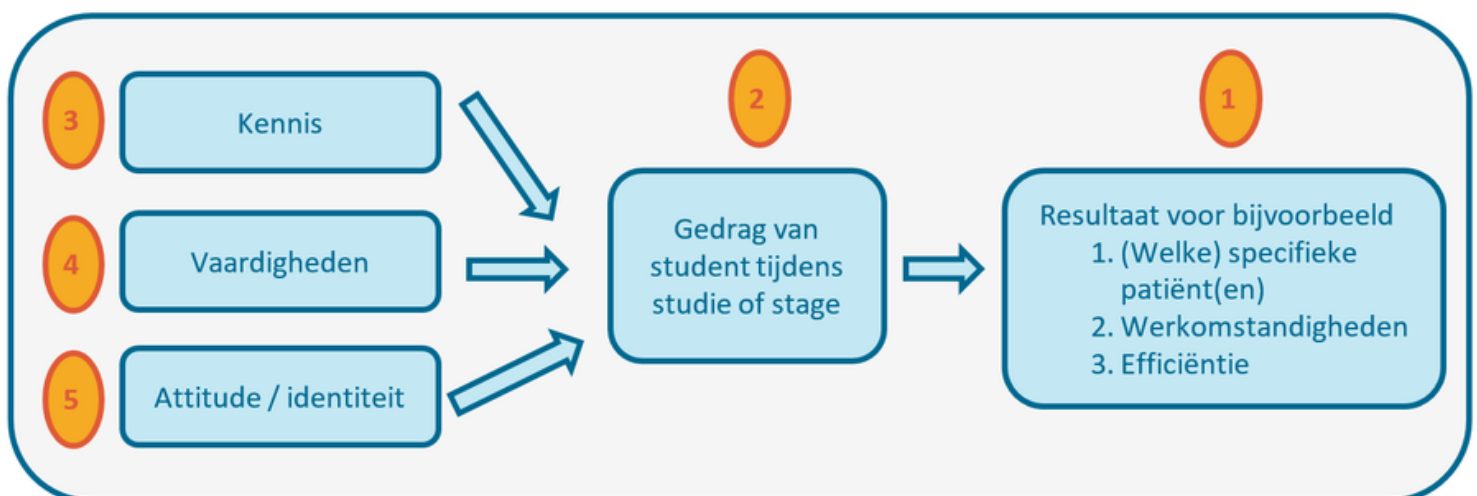 3
Kennis
4
Vaardigheden
5
Attitude / identiteit
2
Gedrag van
student tijdens
studie of stage
1
Resultaat voor bijvoorbeeld
1. (Welke) specifieke
patiënt(en)
2. Werkomstandigheden
3. Efficiëntie